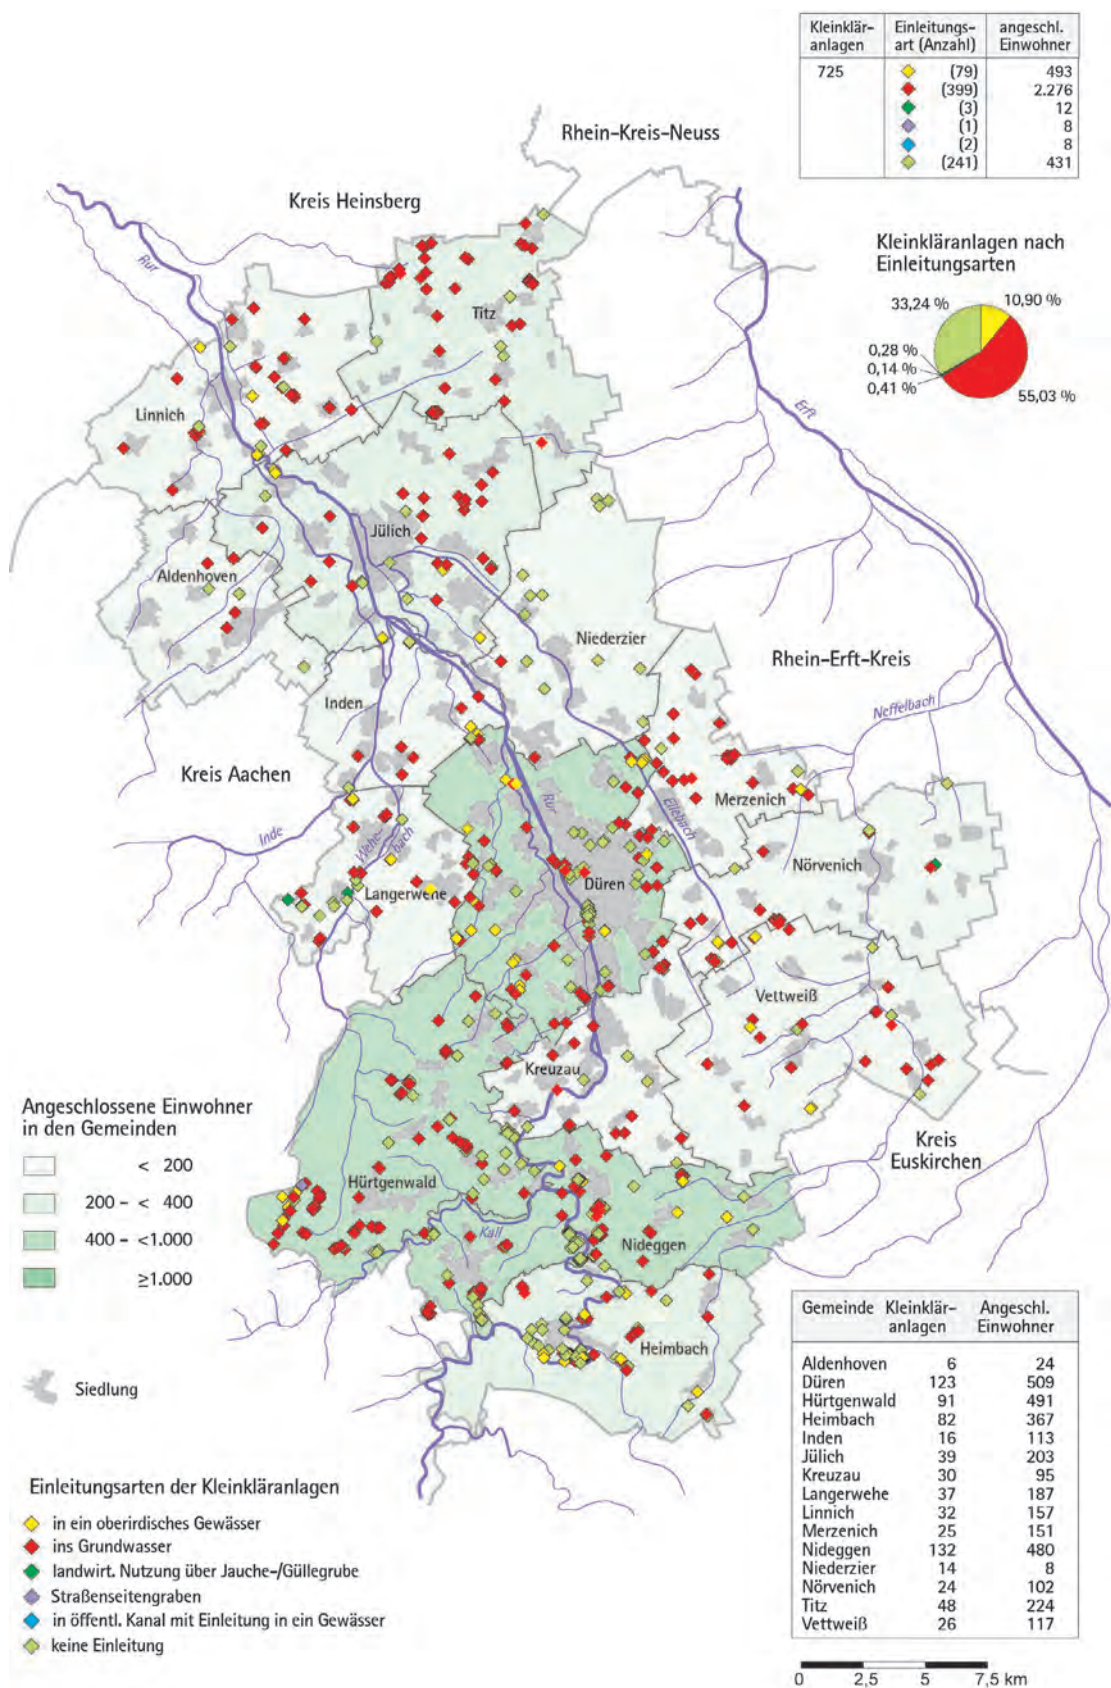 Kleinklär-
anlagen
Einleitungs-
art (Anzahl)
angeschl.
Einwohner
725 (79) 493
(399) 2.276
(3) 12
(1) 8
(2) 8
(241) 431
Rhein-Kreis-Neuss
Kreis Heinsberg
Kleinkläranlagen nach
Einleitungsarten
33,24 % 10,90 %
0,28 %
0,14 %
0,41 %
55,03 %
Rur
Titz
Linnich
Erft
Jülich
Aldenhoven
Niederzier
Rhein-Erft-Kreis
Inden
Neffelbach
Kreis Aachen
Merzenich
Rur
Ellebach
Inde
Wehe-
bach
Nörvenich
Düren
Langerwehe
Vettweiß
Kreuzau
Angeschlossene Einwohner
in den Gemeinden
< 200
200 - < 400
400 - <1.000
≥1.000
Kreis
Euskirchen
Hürtgenwald
Kall
Nideggen
Heimbach
Siedlung
Gemeinde Kleinklär-
anlagen
Angeschl.
Einwohner
Aldenhoven 6 24
Düren 123 509
Hürtgenwald 91 491
Heimbach 82 367
Inden 16 113
Jülich 39 203
Kreuzau 30 95
Langerwehe 37 187
Linnich 32 157
Merzenich 25 151
Nideggen 132 480
Niederzier 14 8
Nörvenich 24 102
Titz 48 224
Vettweiß 26 117
Einleitungsarten der Kleinkläranlagen
in ein oberirdisches Gewässer
ins Grundwasser
landwirt. Nutzung über Jauche-/Güllegrube
Straßenseitengraben
in öffentl. Kanal mit Einleitung in ein Gewässer
keine Einleitung
0 2,5 5 7,5 km